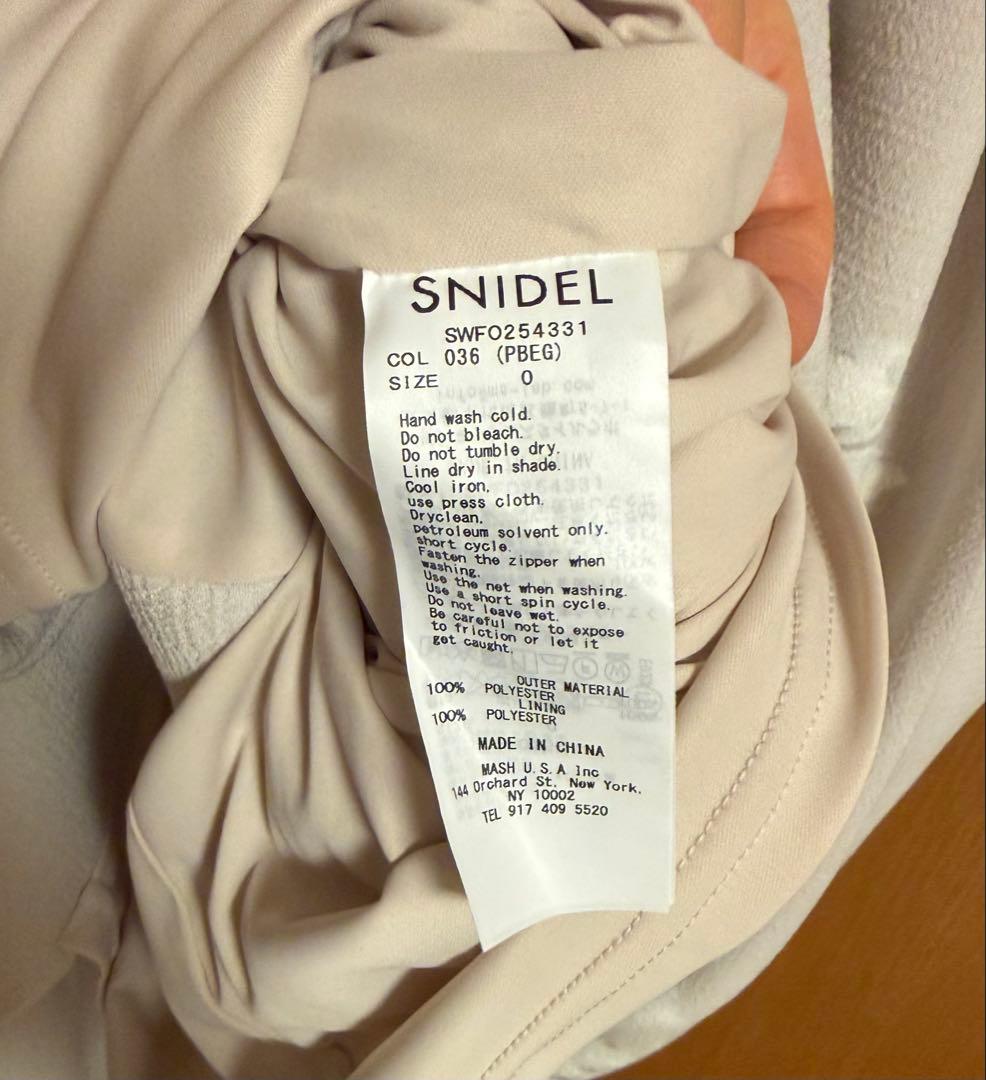 SNIDEL
SWFO254331
COL 036 (PBEG)
SIZE 0
Hand wash cold.
Do not bleach.
Do not tumble dry.
Line dry in shade.
Cool iron,
use press cloth.
Dryclean,
petroleum solvent only.
short cycle.
Fasten the zipper when
washing.
Use the net when washing.
Use a short spin cycle.
Do not leave wet.
Be careful not to expose
to friction or let it
get caught.
OUTER MATERIAL
100% POLYESTER
LINING
100% POLYESTER
MADE IN CHINA
MASH U.S.A Inc
144 Orchard St. New York,
NY 10002
TEL 917 409 5520